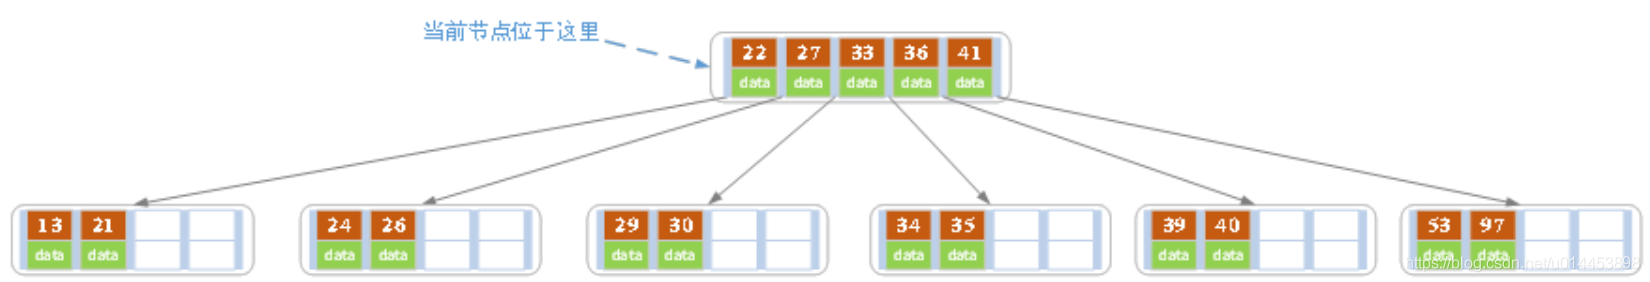 当前节点位于这里
22 27 33 36 41
data data data data data
13 21 24 26 29 30 34 35 39 40 53 97
data data data data data data data data data data data data
https://blog.csdn.net/u014453898